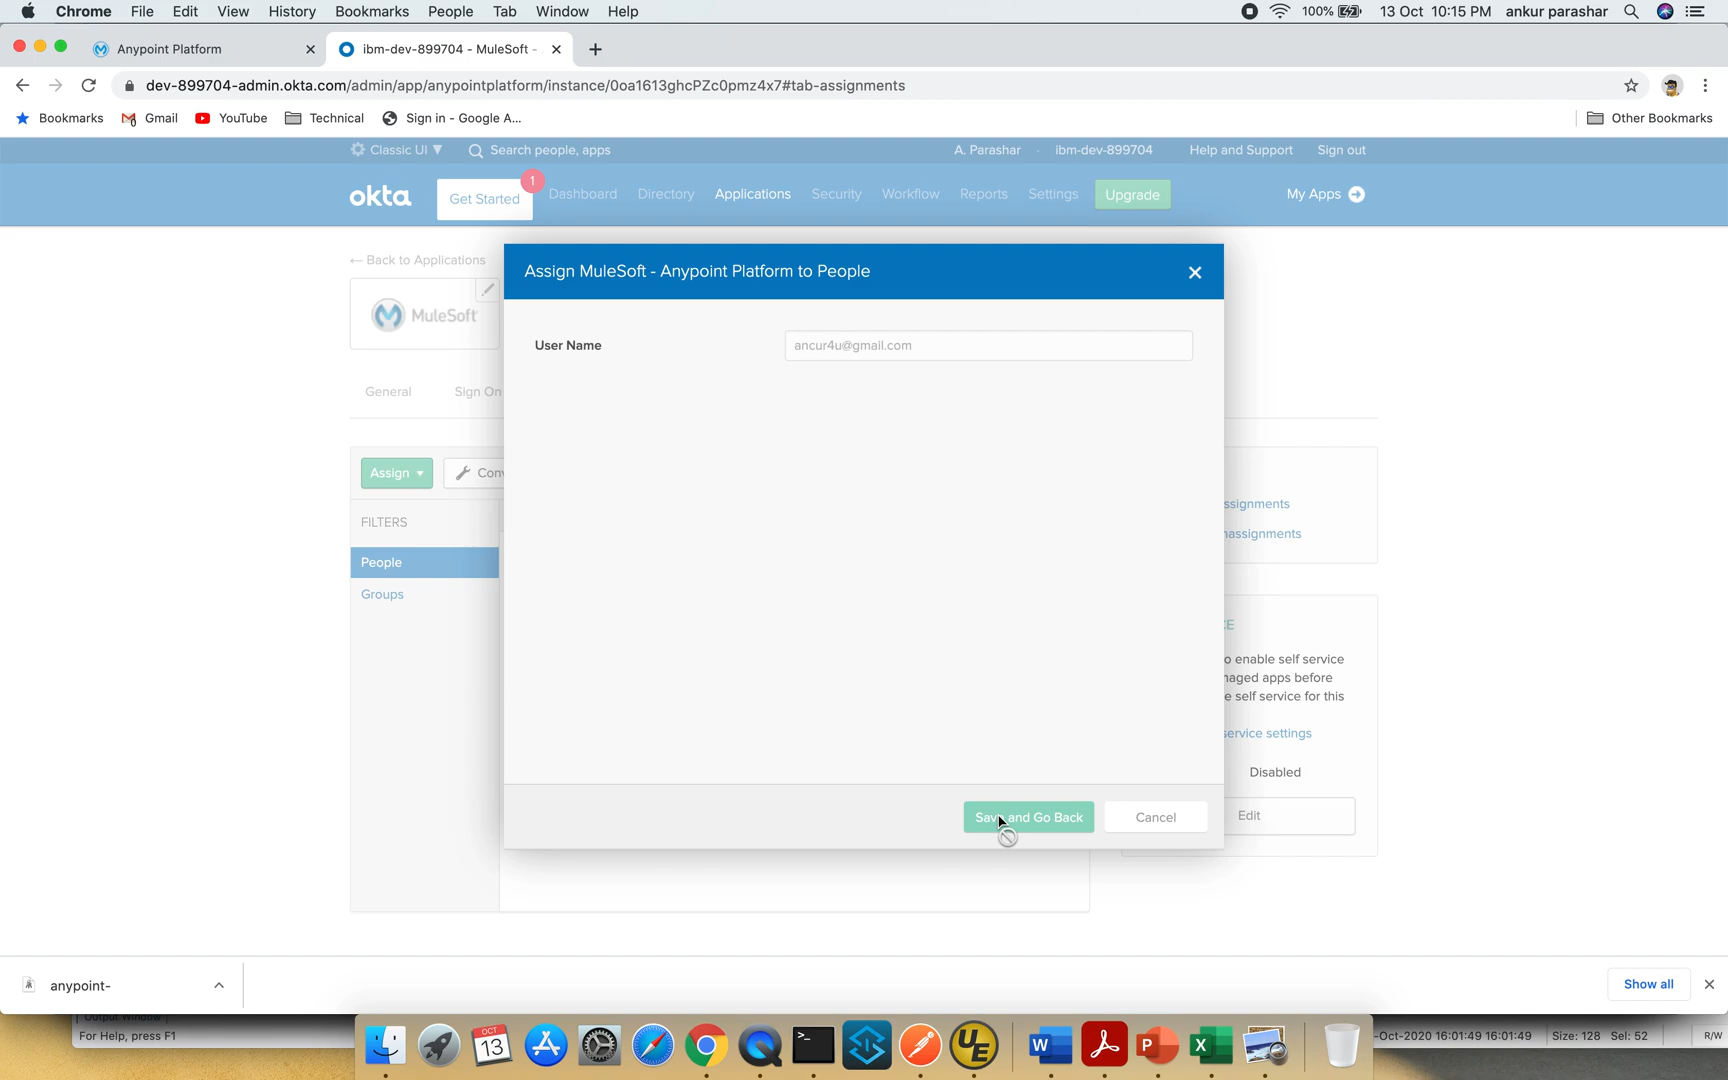 Chrome File Edit View History Bookmarks People Tab Window Help 100% 13 Oct 10:15 PM ankur parashar
Anypoint Platform ibm-dev-899704 - MuleSoft -
dev-899704-admin.okta.com/admin/app/anypointplatform/instance/0oa1613ghcPZc0pmz4x7#tab-assignments
Bookmarks Gmail YouTube Technical Sign in - Google A... Other Bookmarks
Classic UI Search people, apps A. Parashar · ibm-dev-899704 Help and Support Sign out
okta Get Started 1 Dashboard Directory Applications Security Workflow Reports Settings Upgrade My Apps
← Back to Applications
Assign MuleSoft - Anypoint Platform to People
MuleSoft
User Name ancur4u@gmail.com
General Sign On
Assign Conv
ssignments
FILTERS
nassignments
People
Groups
CE
o enable self service
naged apps before
e self service for this
service settings
Disabled
Save and Go Back Cancel Edit
anypoint- Show all
Output Window
For Help, press F1 -Oct-2020 16:01:49 16:01:49 Size: 128 Sel: 52 R/W
OCT
13
W
P
X
UE